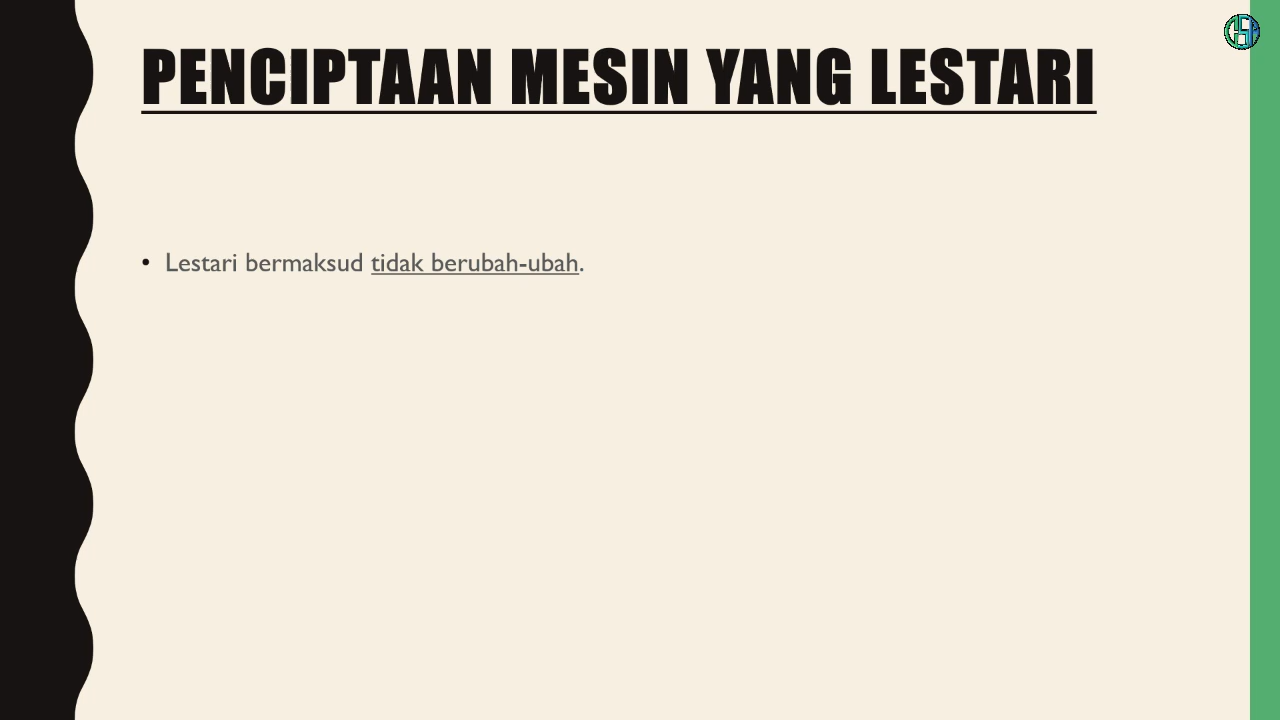 PENCIPTAAN MESIN YANG LESTARI
• Lestari bermaksud tidak berubah-ubah.